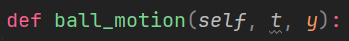 def ball_motion(self, t, y):